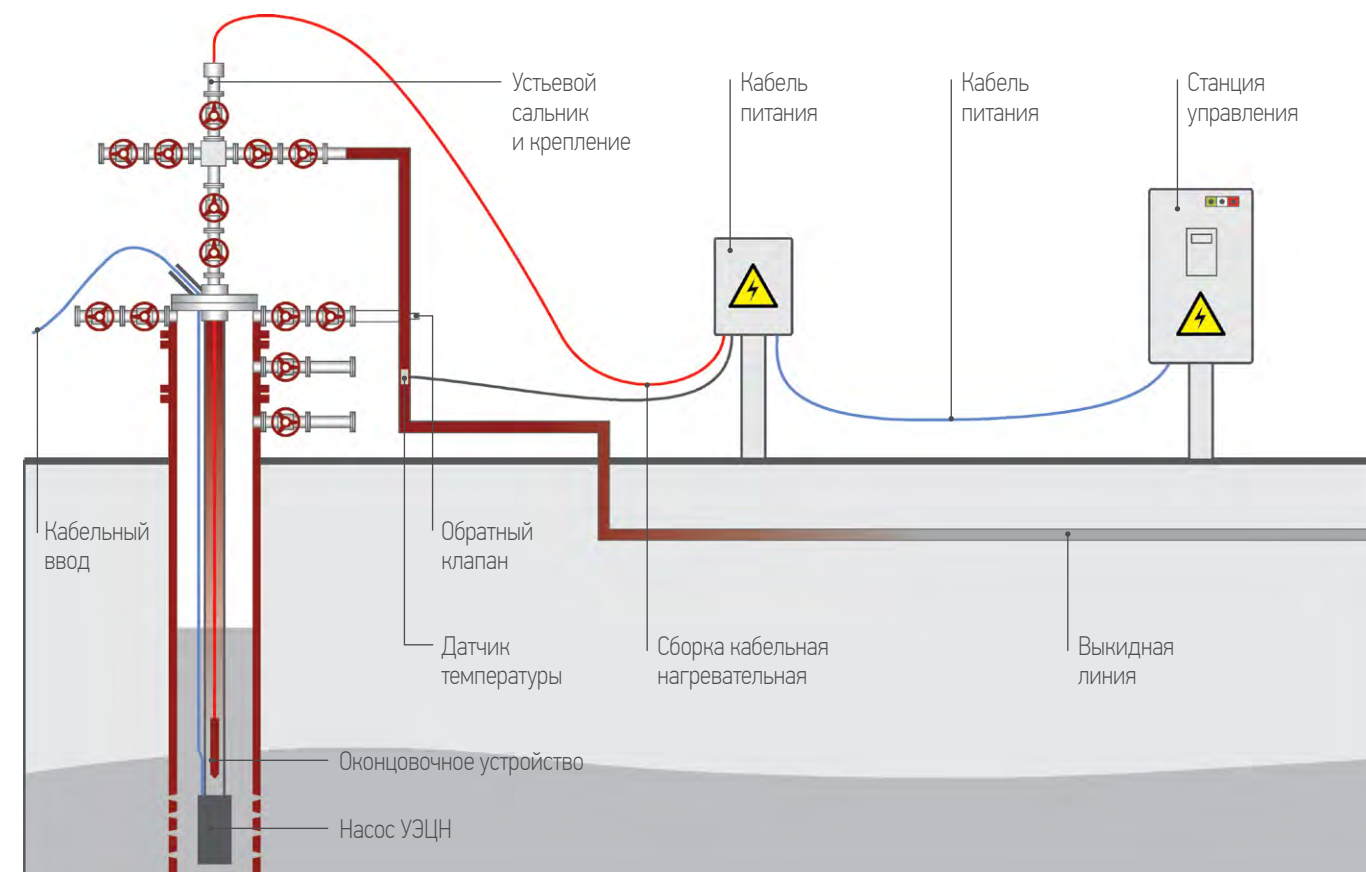 Устьевой
сальник
и крепление
Кабель
питания
Кабель
питания
Станция
управления
Кабельный
ввод
Обратный
клапан
Датчик
температуры
Сборка кабельная
нагревательная
Выкидная
линия
Оконцовочное устройство
Насос УЭЦН